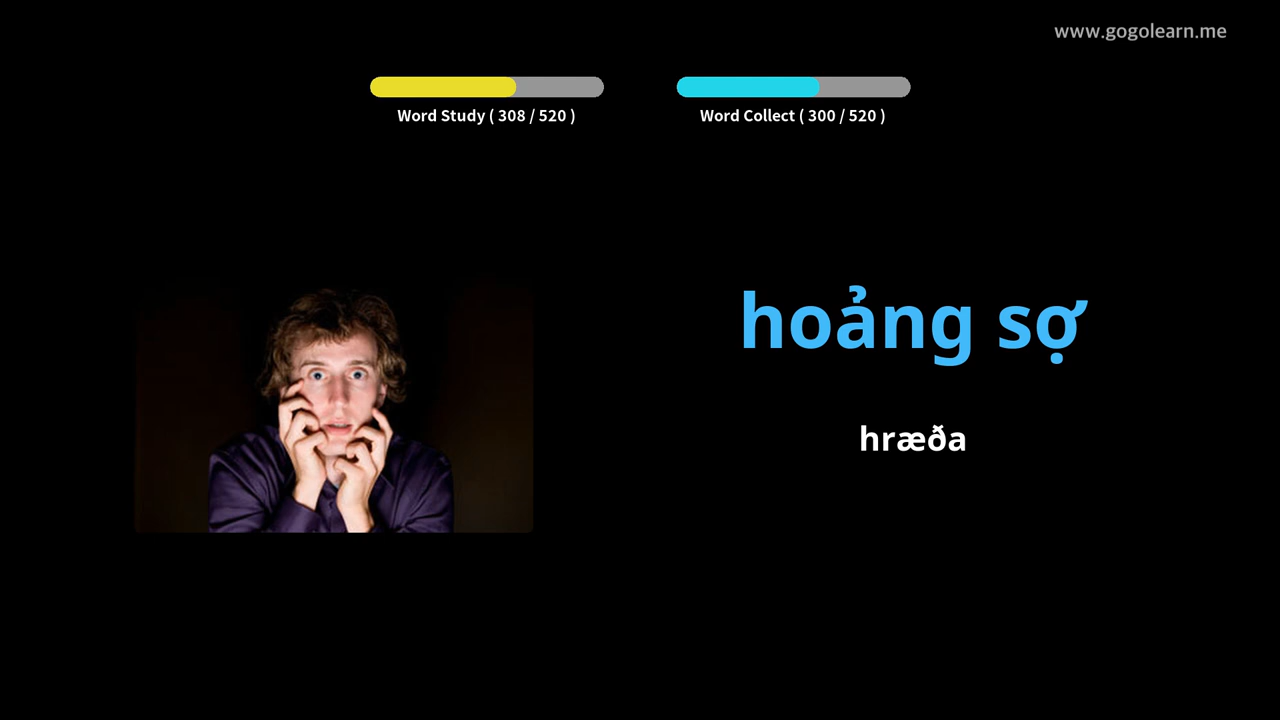 www.gogolearn.me
Word Study ( 308 / 520 )
Word Collect ( 300 / 520 )
hoảng sợ
hræða